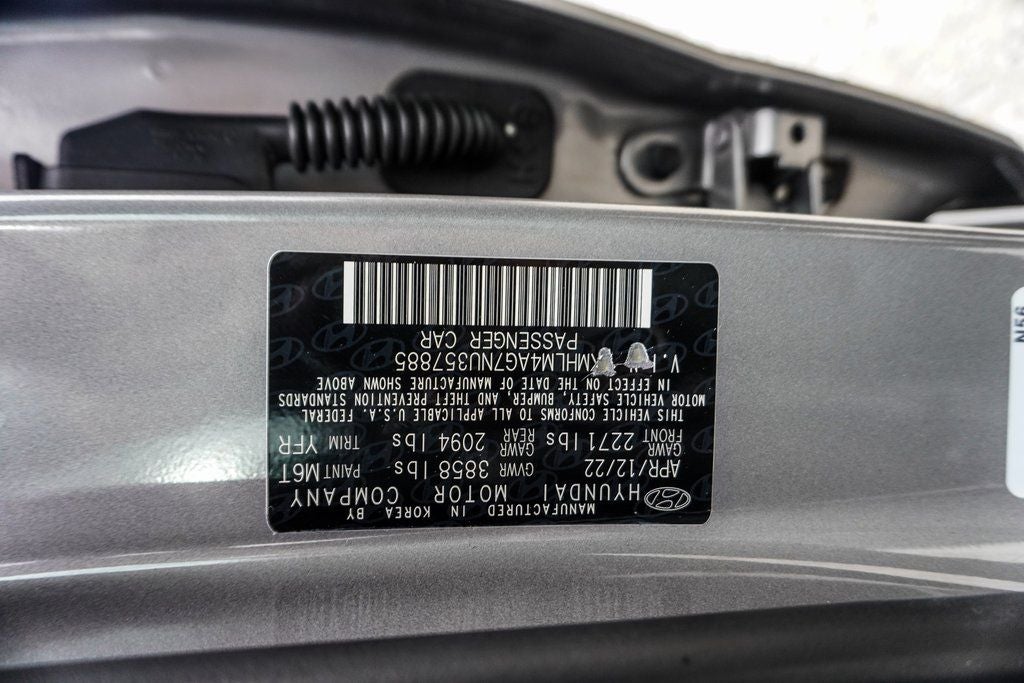 MANUFACTURED IN KOREA BY
HYUNDAI MOTOR COMPANY
APR/12/22 GVWR 3858 lbs PAINT M6T
GAWR FRONT 2271 lbs GAWR REAR 2094 lbs TRIM YFR
THIS VEHICLE CONFORMS TO ALL APPLICABLE U.S.A. FEDERAL
MOTOR VEHICLE SAFETY, BUMPER, AND THEFT PREVENTION STANDARDS
IN EFFECT ON THE DATE OF MANUFACTURE SHOWN ABOVE
KMHLM4AG7NU357885
PASSENGER CAR
N56